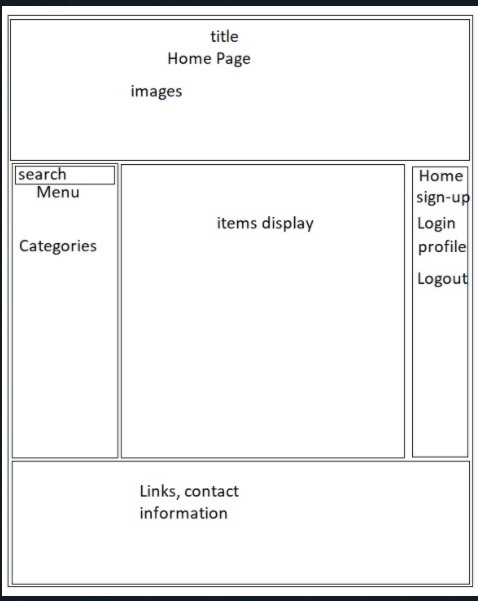 title
Home Page
images
search
Menu
Categories
items display
Home
sign-up
Login
profile
Logout
Links, contact
information